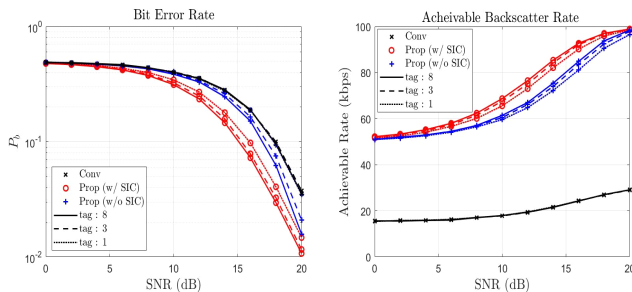 Bit Error Rate
10^0
10^-1
10^-2
P_b
Conv
Prop (w/ SIC)
Prop (w/o SIC)
tag : 8
tag : 3
tag : 1
0 5 10 15 20
SNR (dB)
Acheivable Backscatter Rate
100
80
60
40
20
0
Achievable Rate (kbps)
Conv
Prop (w/ SIC)
Prop (w/o SIC)
tag : 8
tag : 3
tag : 1
0 5 10 15 20
SNR (dB)